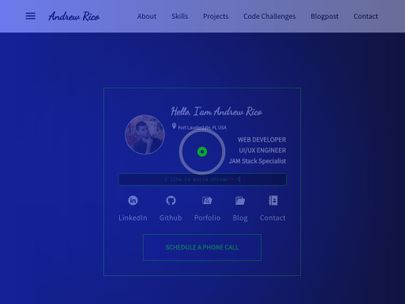 Andrew Rico
About
Skills
Projects
Code Challenges
Blogpost
Contact
Hello, I'am Andrew Rico
Fort Lauderdale, FL, USA
WEB DEVELOPER
UI/UX ENGINEER
JAM Stack Specialist
LinkedIn
Github
Porfolio
Blog
Contact
SCHEDULE A PHONE CALL